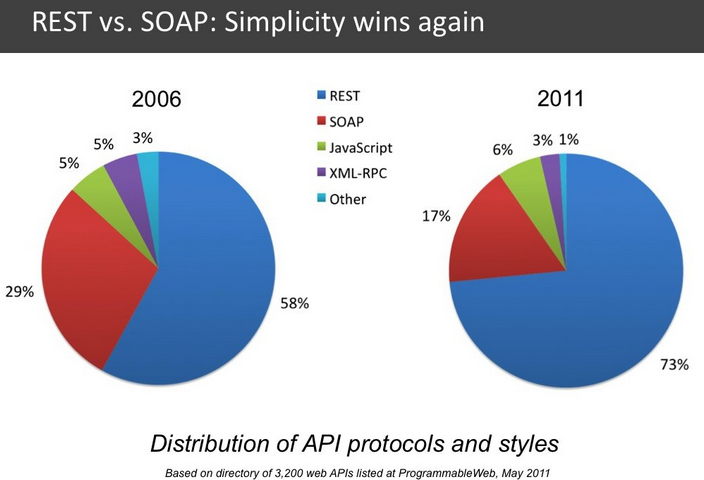 REST vs. SOAP: Simplicity wins again
2006
2011
REST
SOAP
JavaScript
XML-RPC
Other
3%
5%
5%
29%
58%
3% 1%
6%
17%
73%
Distribution of API protocols and styles
Based on directory of 3,200 web APIs listed at ProgrammableWeb, May 2011